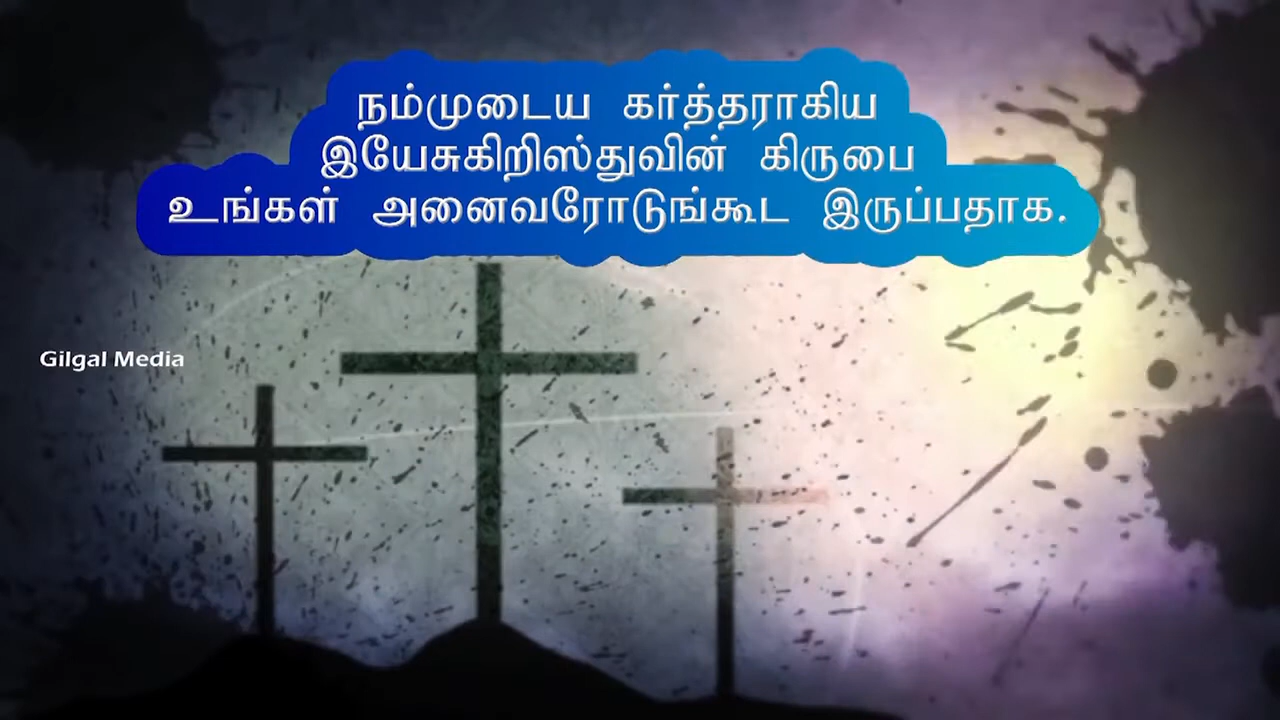 நம்முடைய கர்த்தராகிய
இயேசுகிறிஸ்துவின் கிருபை
உங்கள் அனைவரோடுங்கூட இருப்பதாக.
Gilgal Media